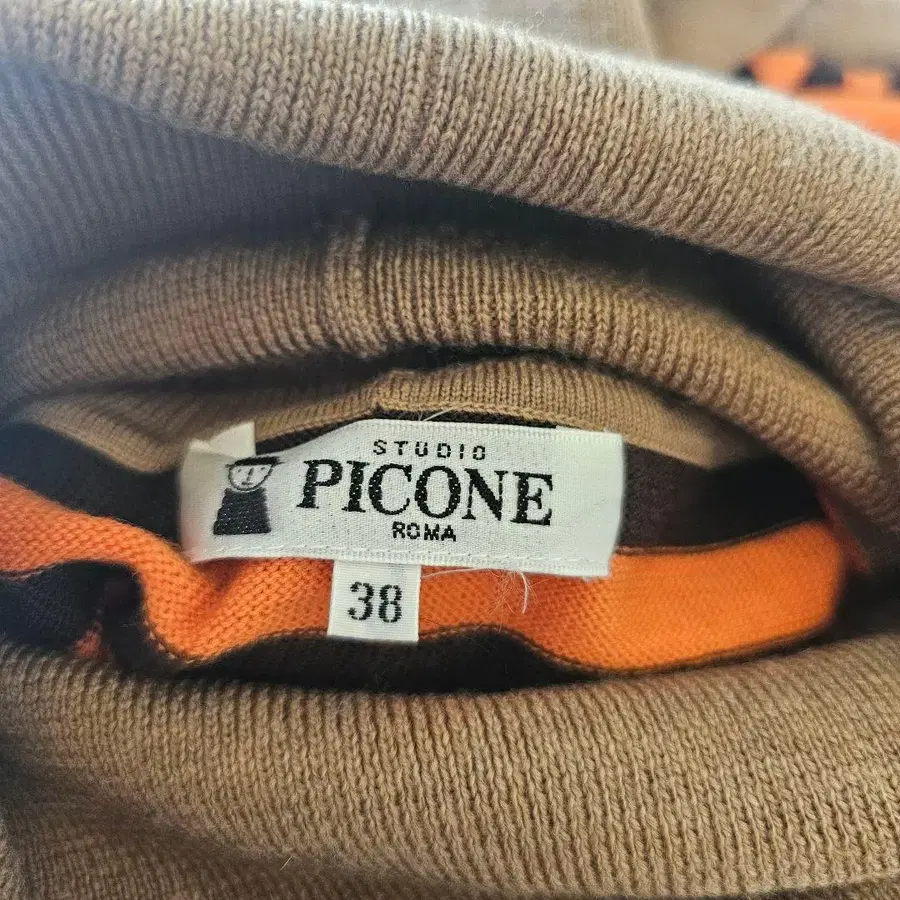 STUDIO
PICONE
ROMA
38